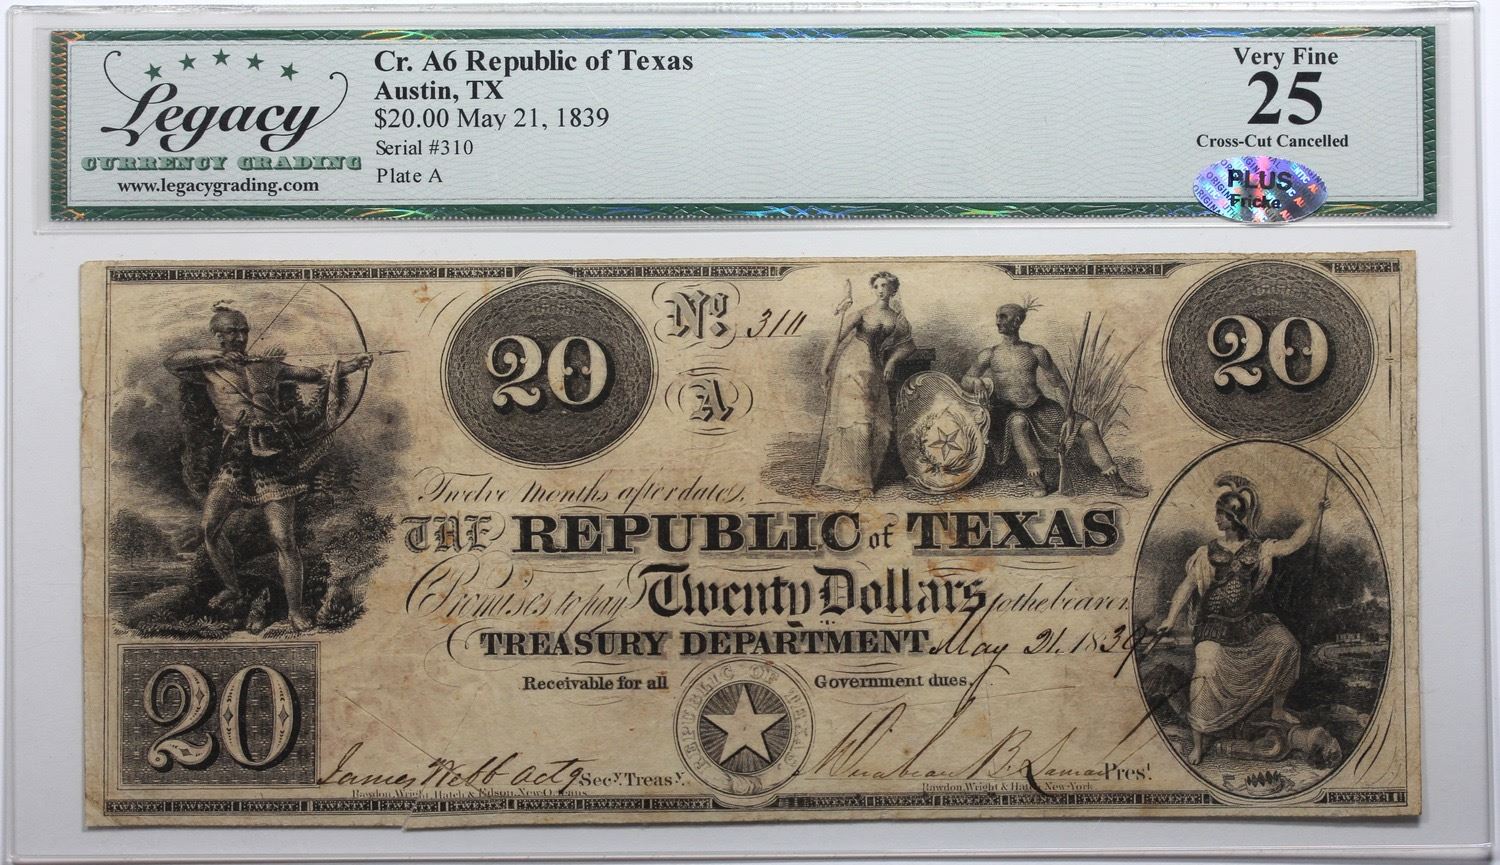 Legacy
CURRENCY GRADING
www.legacygrading.com
Cr. A6 Republic of Texas
Austin, TX
$20.00 May 21, 1839
Serial #310
Plate A
Very Fine
25
Cross-Cut Cancelled
PLUS
Fricke
20
Nº. 310
A
20
Twelve Months after date,
THE REPUBLIC of TEXAS
Promises to pay Twenty Dollars to the bearer
TREASURY DEPARTMENT. May 21. 1839
Receivable for all Government dues.
REPUBLIC OF TEXAS.
20
James Webb actg Secy Treasy.
Mirabeau B. Lamar Prest
Rawdon, Wright, Hatch & Edson, New-Orleans
Rawdon, Wright & Hatch, New-York